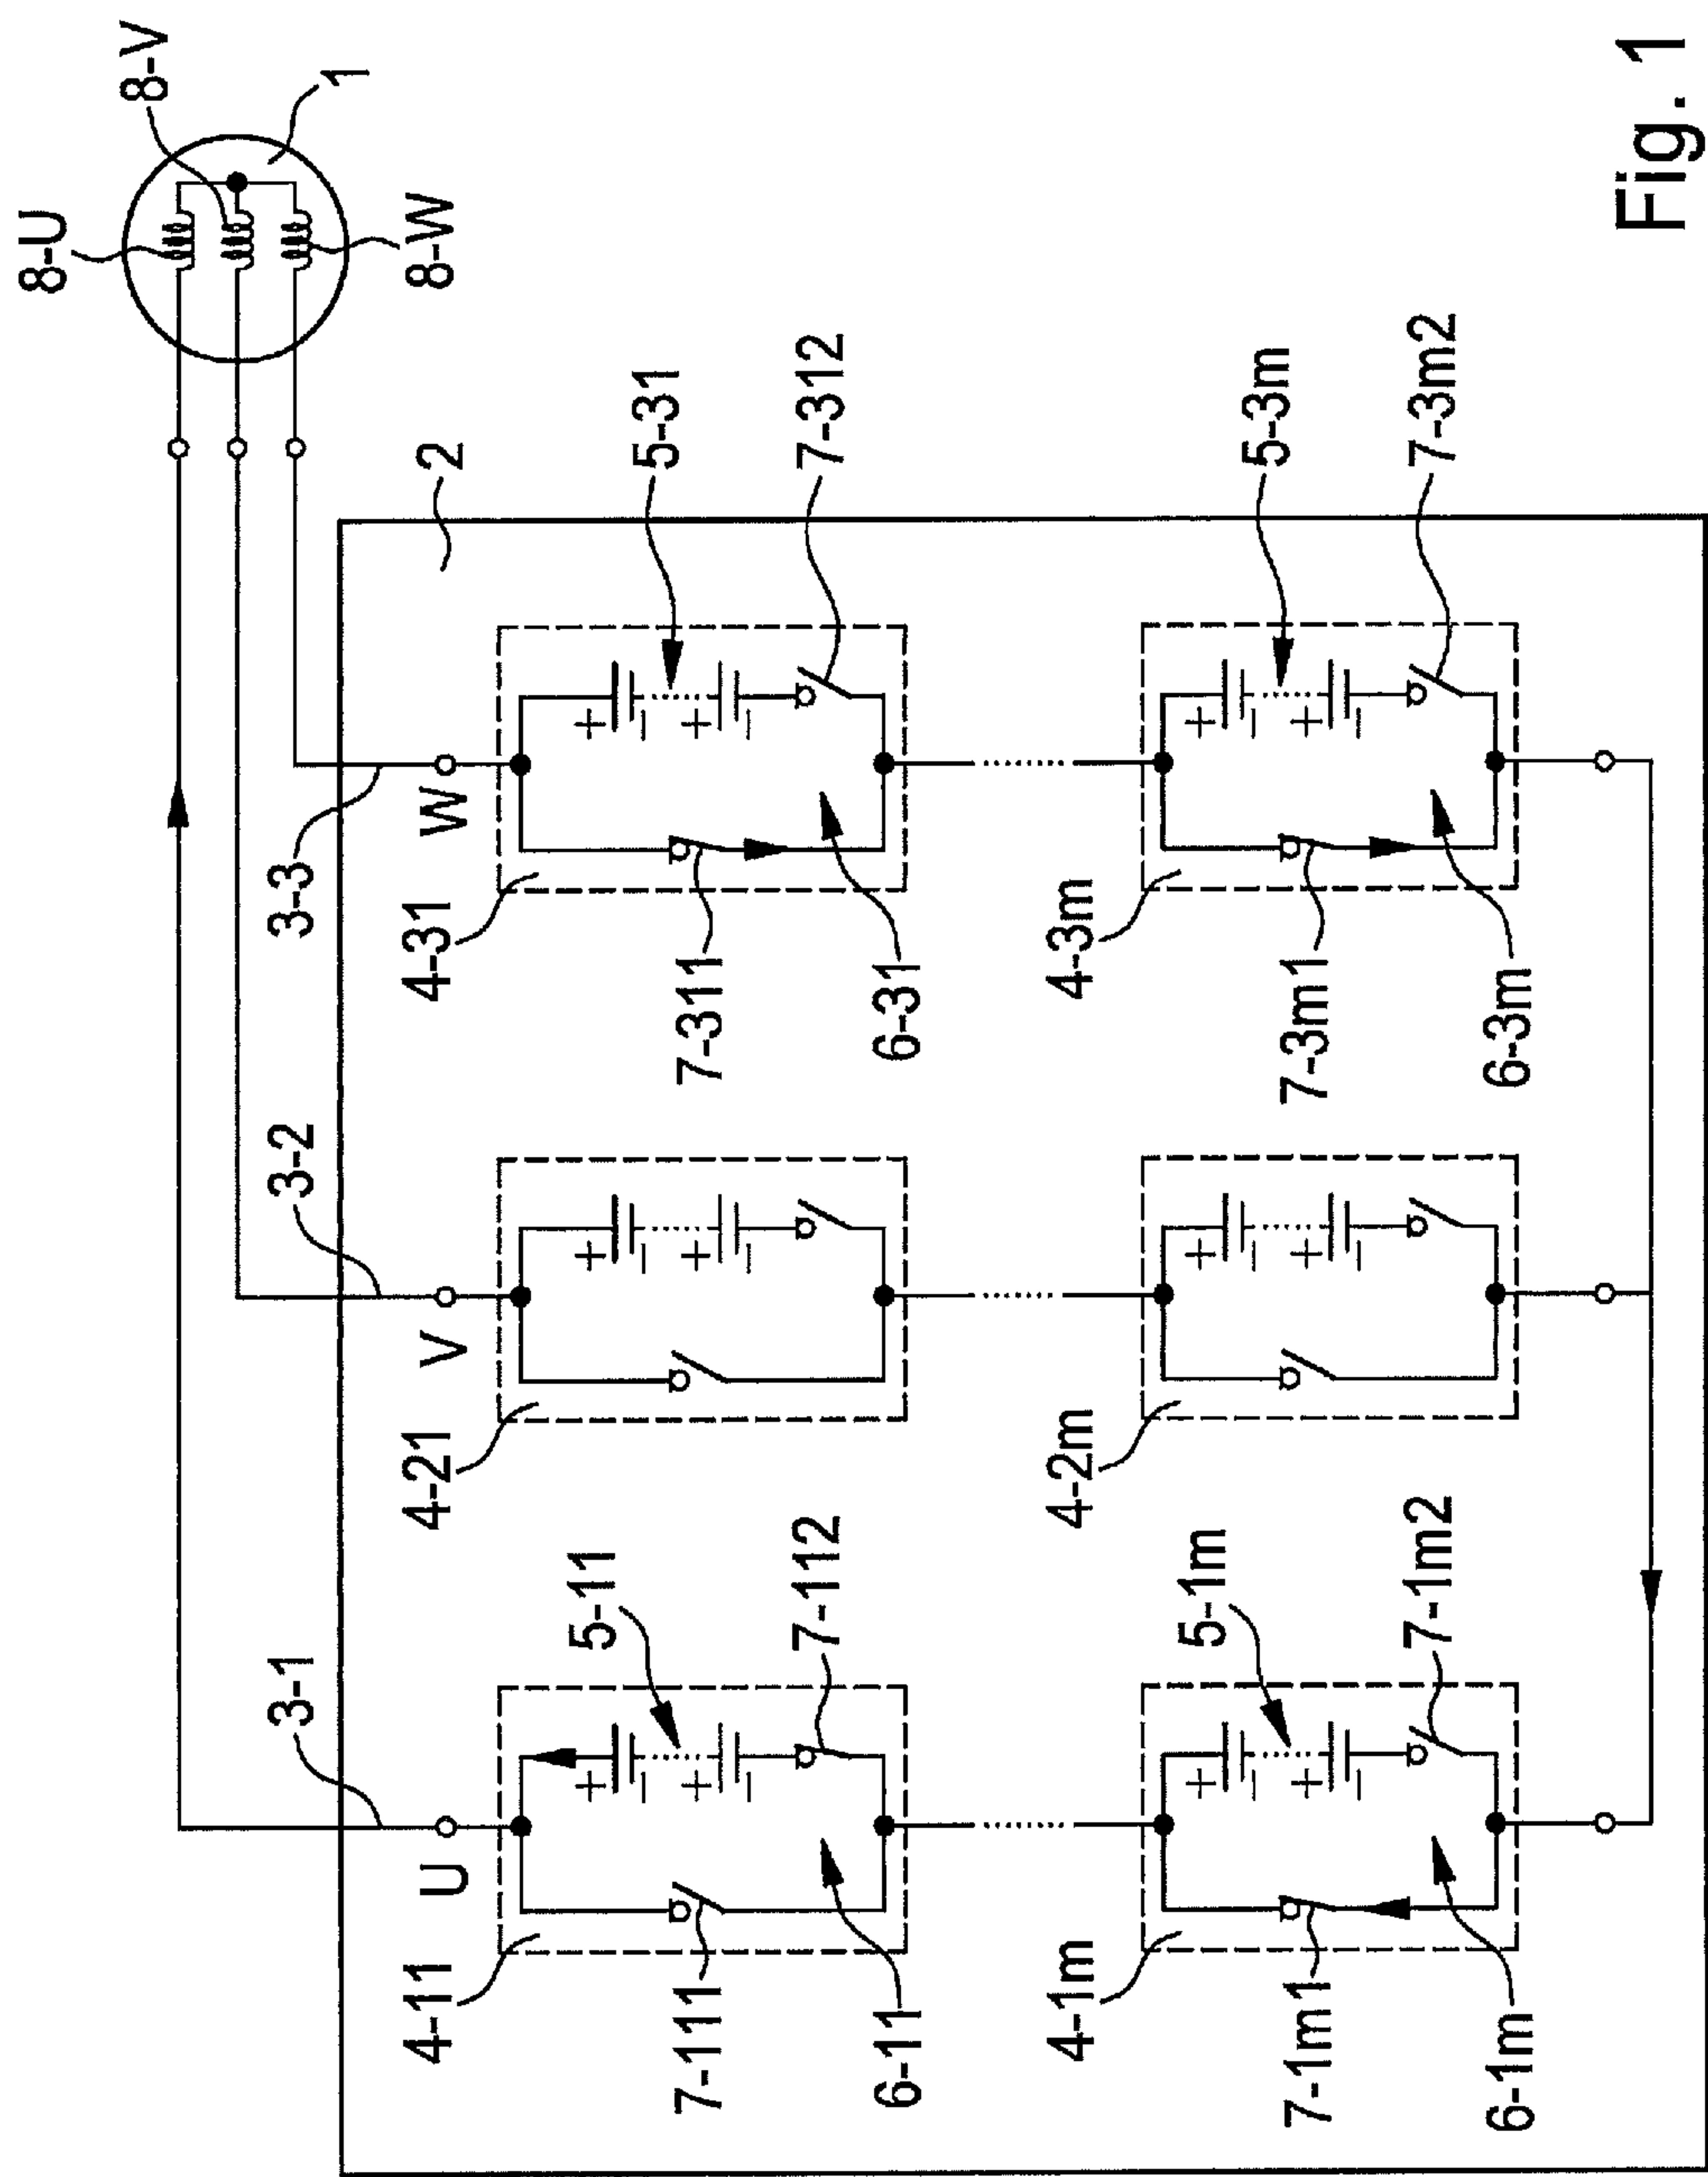 8-U
8-V
1
8-W
2
3-1
3-2
3-3
U
V
W
4-11
5-11
7-111
7-112
6-11
4-21
4-31
5-31
7-311
7-312
6-31
4-1m
5-1m
7-1m1
7-1m2
6-1m
4-2m
4-3m
5-3m
7-3m1
7-3m2
6-3m
+
–
+
–
+
–
+
–
+
–
+
–
+
–
+
–
+
–
+
–
+
–
+
–
Fig. 1